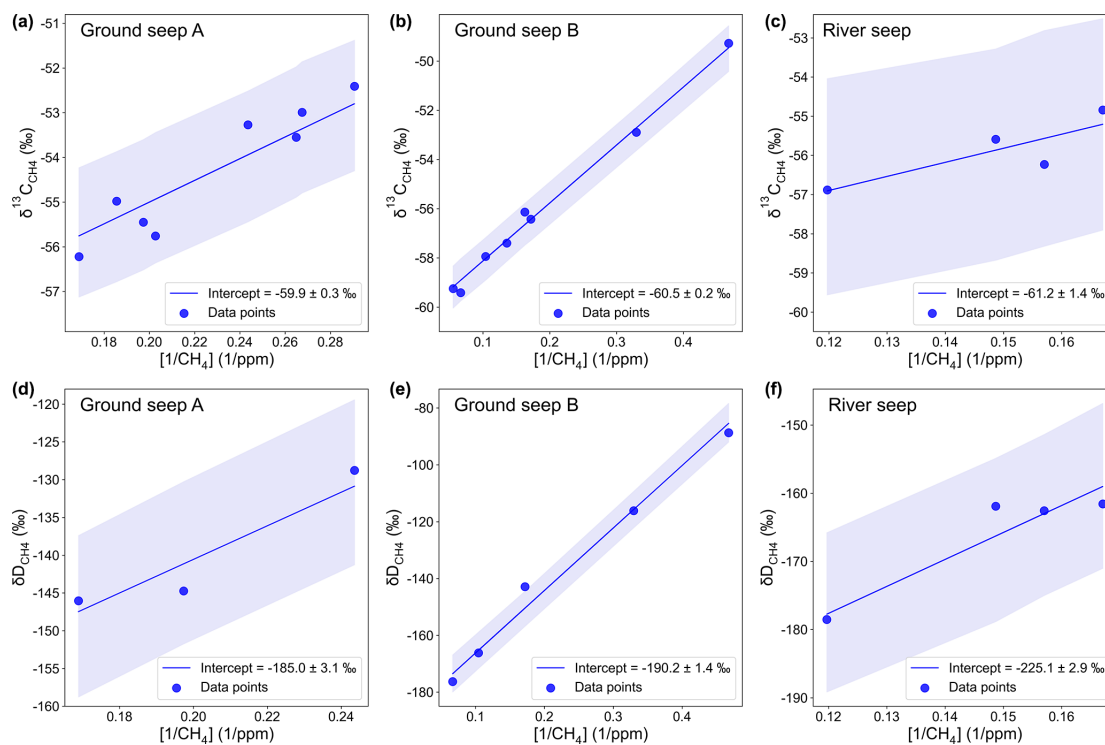 (a)
Ground seep A
-51
-52
-53
-54
-55
-56
-57
δ¹³C_CH4 (‰)
Intercept = -59.9 ± 0.3 ‰
Data points
0.18 0.20 0.22 0.24 0.26 0.28
[1/CH₄] (1/ppm)
(b)
Ground seep B
-50
-52
-54
-56
-58
-60
δ¹³C_CH4 (‰)
Intercept = -60.5 ± 0.2 ‰
Data points
0.1 0.2 0.3 0.4
[1/CH₄] (1/ppm)
(c)
River seep
-53
-54
-55
-56
-57
-58
-59
-60
δ¹³C_CH4 (‰)
Intercept = -61.2 ± 1.4 ‰
Data points
0.12 0.13 0.14 0.15 0.16
[1/CH₄] (1/ppm)
(d)
Ground seep A
-120
-125
-130
-135
-140
-145
-150
-155
-160
δD_CH4 (‰)
Intercept = -185.0 ± 3.1 ‰
Data points
0.18 0.20 0.22 0.24
[1/CH₄] (1/ppm)
(e)
Ground seep B
-80
-100
-120
-140
-160
-180
δD_CH4 (‰)
Intercept = -190.2 ± 1.4 ‰
Data points
0.1 0.2 0.3 0.4
[1/CH₄] (1/ppm)
(f)
River seep
-150
-160
-170
-180
-190
δD_CH4 (‰)
Intercept = -225.1 ± 2.9 ‰
Data points
0.12 0.13 0.14 0.15 0.16
[1/CH₄] (1/ppm)